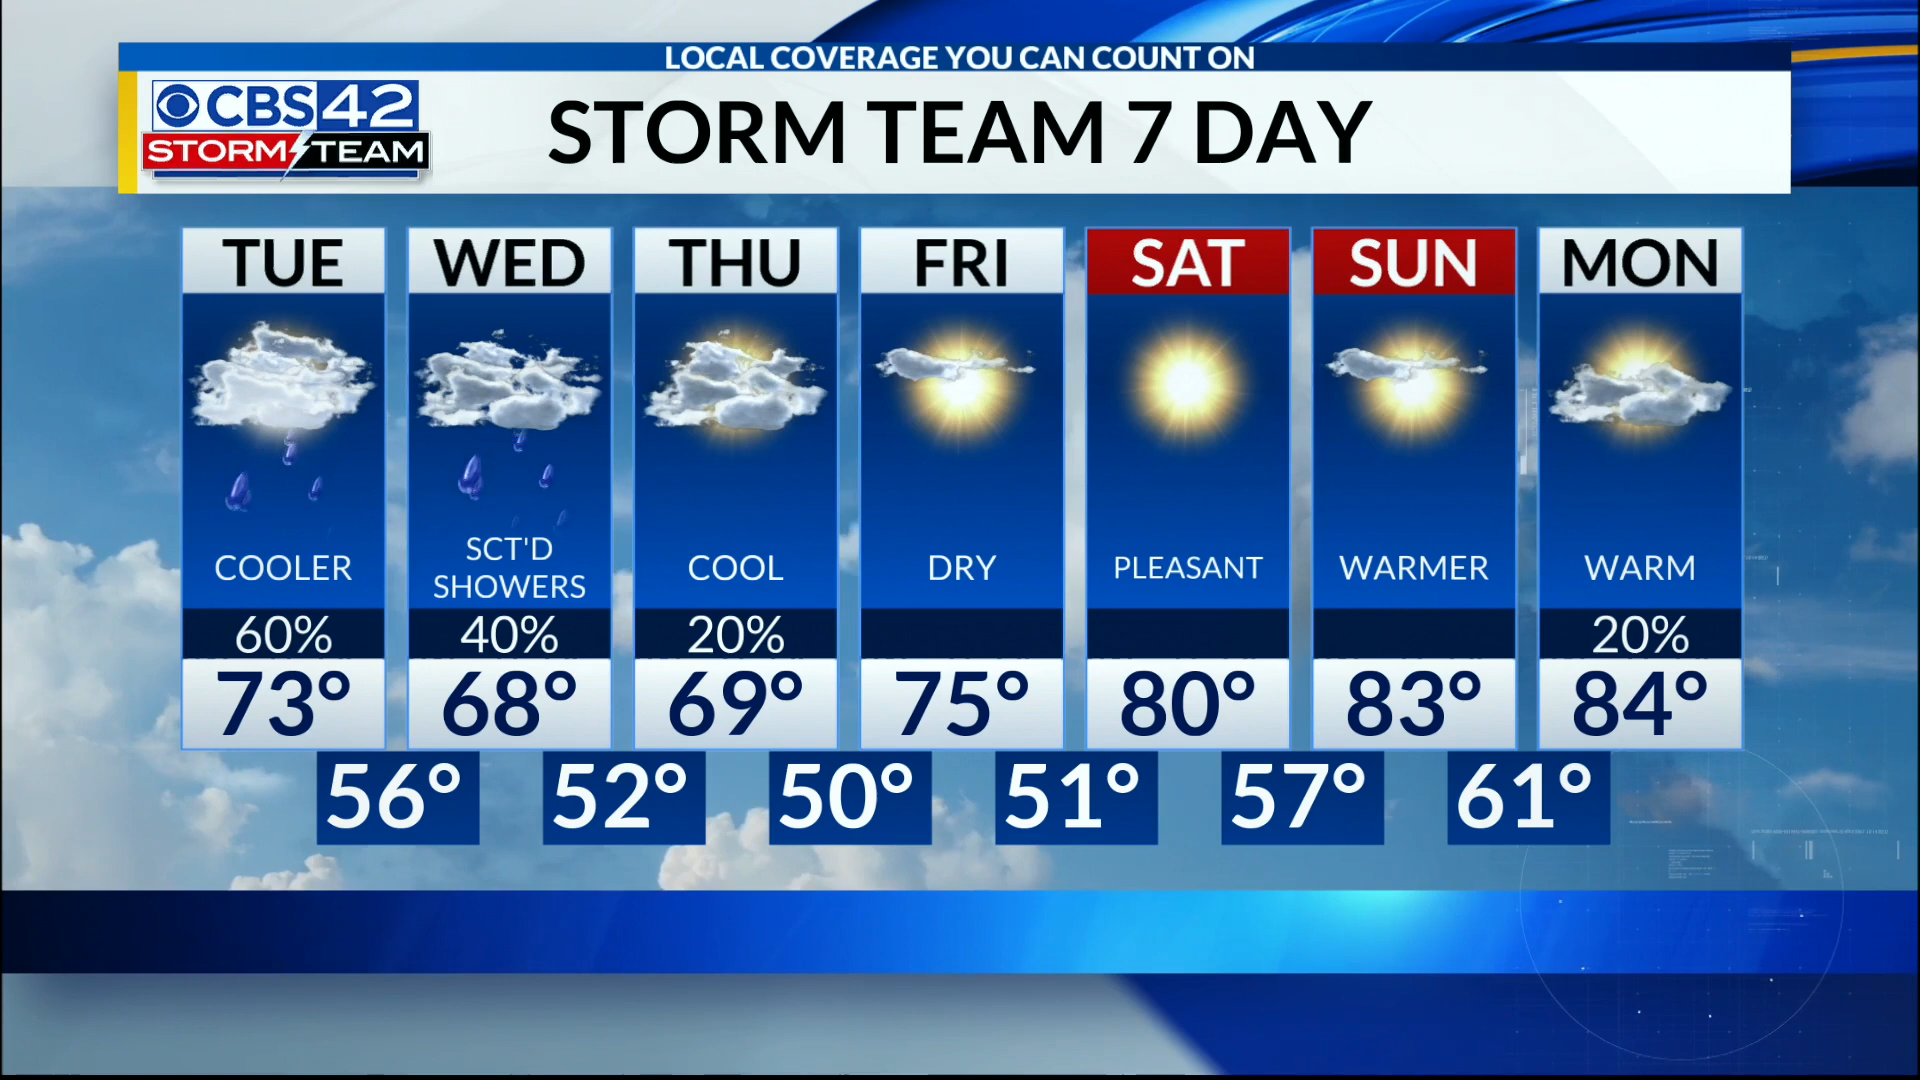 LOCAL COVERAGE YOU CAN COUNT ON
CBS 42
STORM TEAM
STORM TEAM 7 DAY
TUE WED THU FRI SAT SUN MON
COOLER SCT'D SHOWERS COOL DRY PLEASANT WARMER WARM
60% 40% 20% 20%
73° 68° 69° 75° 80° 83° 84°
56° 52° 50° 51° 57° 61°